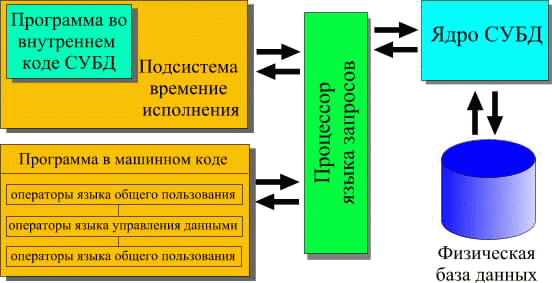 Программа во
внутреннем
коде СУБД
Подсистема
времение
исполнения
Программа в машинном коде
операторы языка общего пользования
операторы языка управления данными
операторы языка общего пользования
Процессор
языка запросов
Ядро СУБД
Физическая
база данных